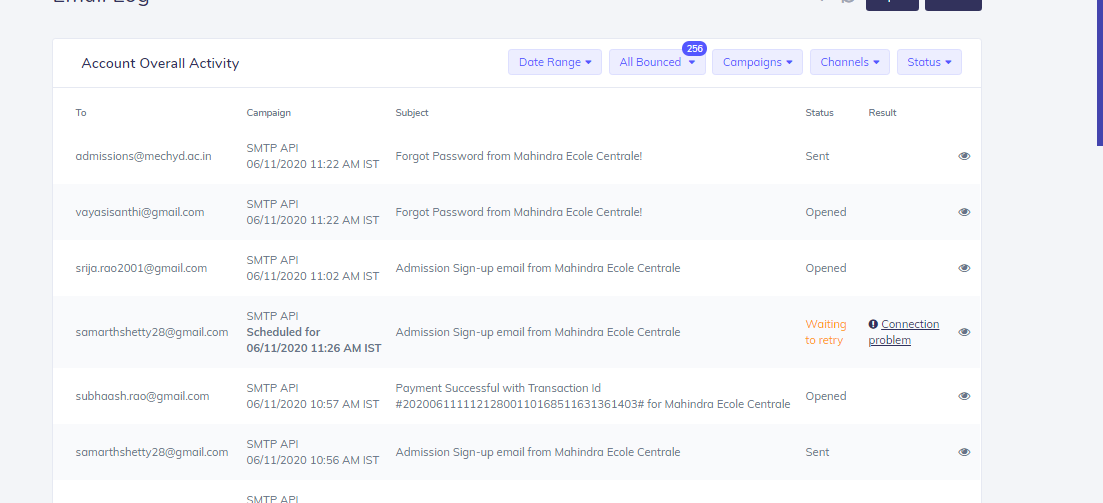 Email Log
Account Overall Activity
256
Date Range All Bounced Campaigns Channels Status
To Campaign Subject Status Result
admissions@mechyd.ac.in SMTP API
06/11/2020 11:22 AM IST Forgot Password from Mahindra Ecole Centrale! Sent
vayasisanthi@gmail.com SMTP API
06/11/2020 11:22 AM IST Forgot Password from Mahindra Ecole Centrale! Opened
srija.rao2001@gmail.com SMTP API
06/11/2020 11:02 AM IST Admission Sign-up email from Mahindra Ecole Centrale Opened
samarthshetty28@gmail.com SMTP API
Scheduled for
06/11/2020 11:26 AM IST Admission Sign-up email from Mahindra Ecole Centrale Waiting
to retry Connection
problem
subhaash.rao@gmail.com SMTP API
06/11/2020 10:57 AM IST Payment Successful with Transaction Id
#20200611111212800110168511631361403# for Mahindra Ecole Centrale Opened
samarthshetty28@gmail.com SMTP API
06/11/2020 10:56 AM IST Admission Sign-up email from Mahindra Ecole Centrale Sent
SMTP API